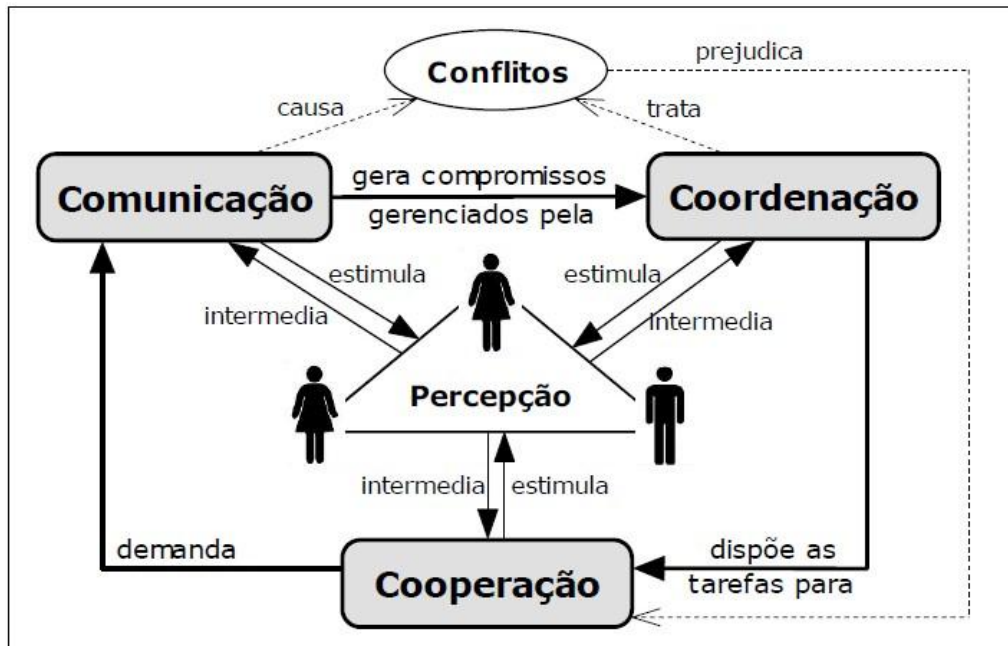 prejudica
Conflitos
causa
trata
Comunicação
gera compromissos
gerenciados pela
Coordenação
estimula
intermedia
estimula
intermedia
Percepção
intermedia
estimula
demanda
Cooperação
dispõe as
tarefas para